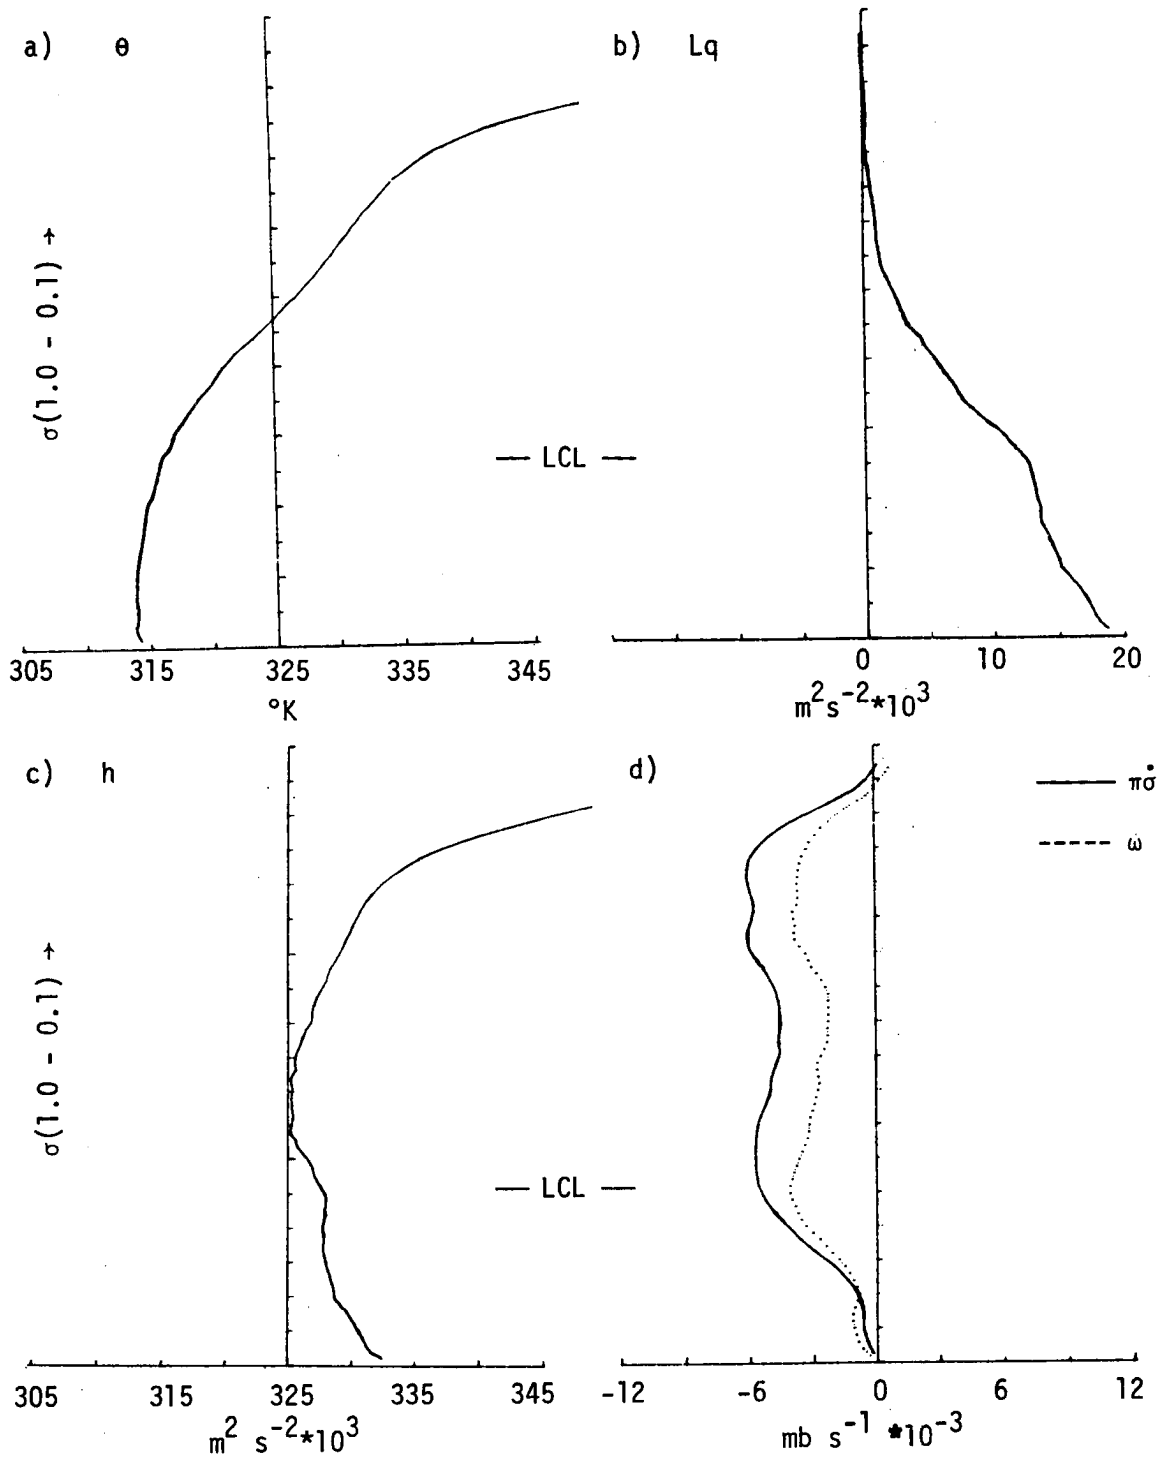 a) θ
b) Lq
σ(1.0 - 0.1) →
— LCL —
305 315 325 335 345
°K
0 10 20
m²s⁻²*10³
c) h
d)
πσ̇
ω
σ(1.0 - 0.1) →
— LCL —
305 315 325 335 345
m² s⁻²*10³
-12 -6 0 6 12
mb s⁻¹ *10⁻³